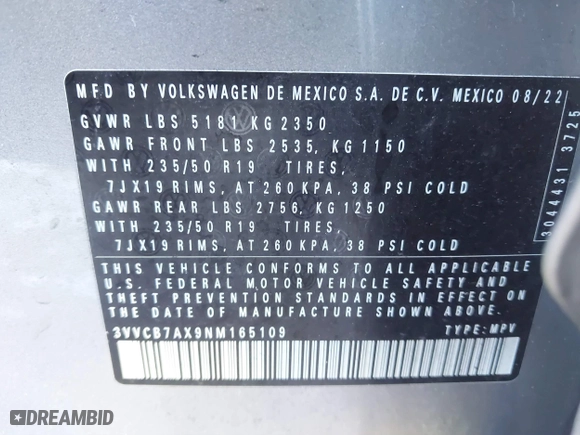 MFD BY VOLKSWAGEN DE MEXICO S.A. DE C.V. MEXICO 08/22
GVWR LBS 5181 KG 2350
GAWR FRONT LBS 2535, KG 1150
WITH 235/50 R19 TIRES,
7JX19 RIMS, AT 260 KPA, 38 PSI COLD
GAWR REAR LBS 2756, KG 1250
WITH 235/50 R19 TIRES,
7JX19 RIMS, AT 260 KPA, 38 PSI COLD
THIS VEHICLE CONFORMS TO ALL APPLICABLE
U.S. FEDERAL MOTOR VEHICLE SAFETY AND
THEFT PREVENTION STANDARDS IN EFFECT ON
THE DATE OF MANUFACTURE SHOWN ABOVE.
3VVCB7AX9NM165109 TYPE: MPV
3044431 3725
DREAMBID